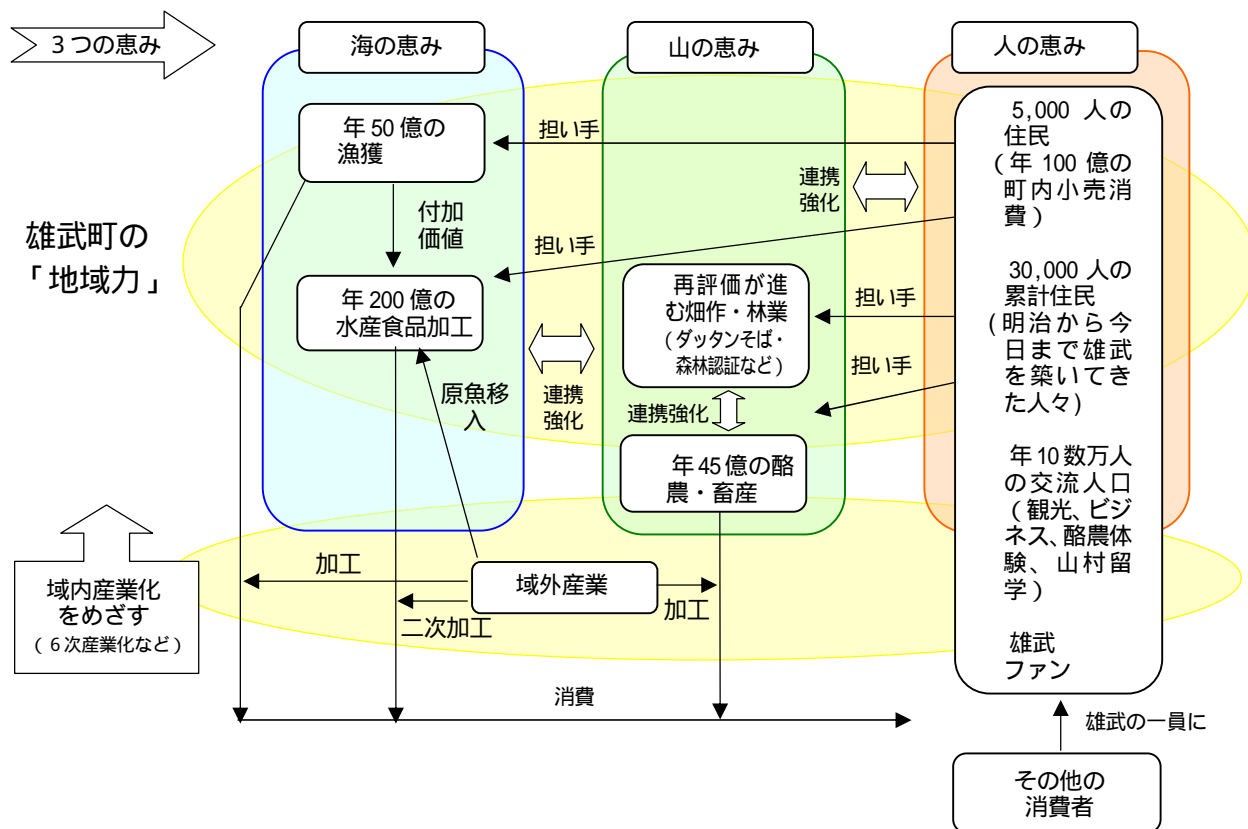 ３つの恵み
海の恵み
山の恵み
人の恵み
雄武町の
「地域力」
年50億の
漁獲
付加
価値
年200億の
水産食品加工
原魚移
入
担い手
担い手
連携
強化
連携
強化
再評価が進
む畑作・林業
（ダッタンそば・
森林認証など）
担い手
担い手
連携強化
年45億の酪
農・畜産
5,000 人の
住民
（年 100 億の
町内小売消
費）
30,000 人の
累計住民
(明治から今
日まで雄武
を築いてき
た人々)
年10数万人
の交流人口
（観光、ビジ
ネス、酪農体
験、山村留
学）
雄武
ファン
域内産業化
をめざす
（６次産業化など）
加工
域外産業
加工
二次加工
消費
雄武の一員に
その他の
消費者